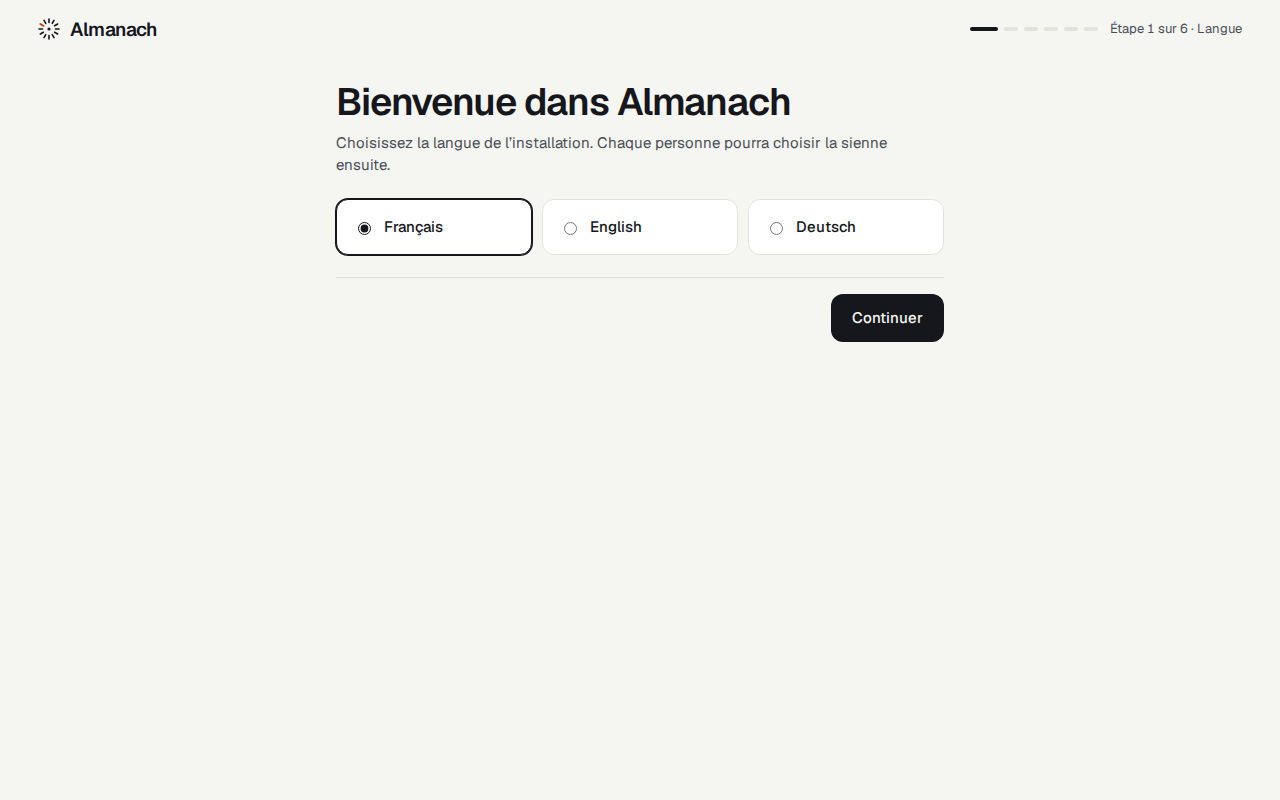 Almanach
Étape 1 sur 6 · Langue
Bienvenue dans Almanach
Choisissez la langue de l’installation. Chaque personne pourra choisir la sienne
ensuite.
Français
English
Deutsch
Continuer